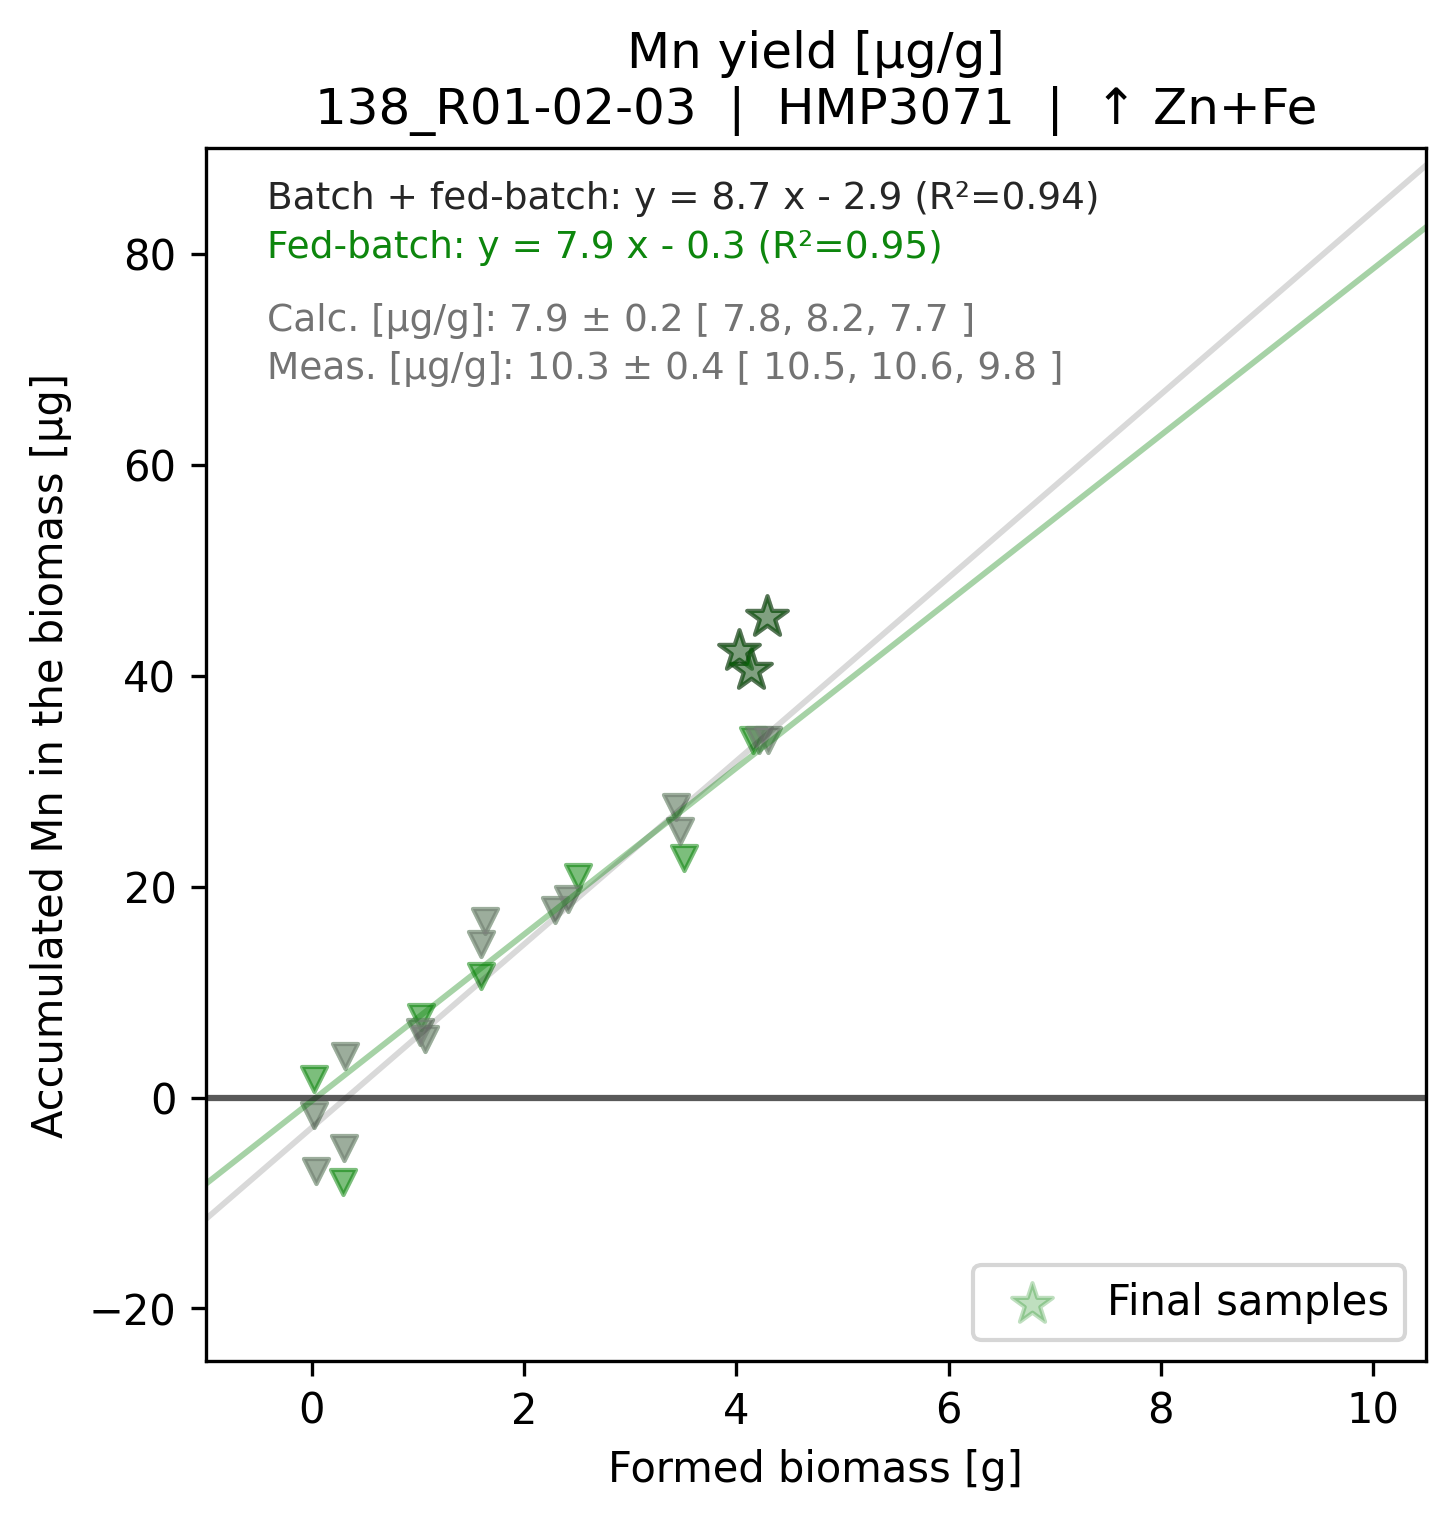 Mn yield [µg/g]
138_R01-02-03 | HMP3071 | ↑ Zn+Fe
Batch + fed-batch: y = 8.7 x - 2.9 (R²=0.94)
Fed-batch: y = 7.9 x - 0.3 (R²=0.95)
Calc. [µg/g]: 7.9 ± 0.2 [ 7.8, 8.2, 7.7 ]
Meas. [µg/g]: 10.3 ± 0.4 [ 10.5, 10.6, 9.8 ]
Accumulated Mn in the biomass [µg]
80
60
40
20
0
−20
Final samples
0 2 4 6 8 10
Formed biomass [g]